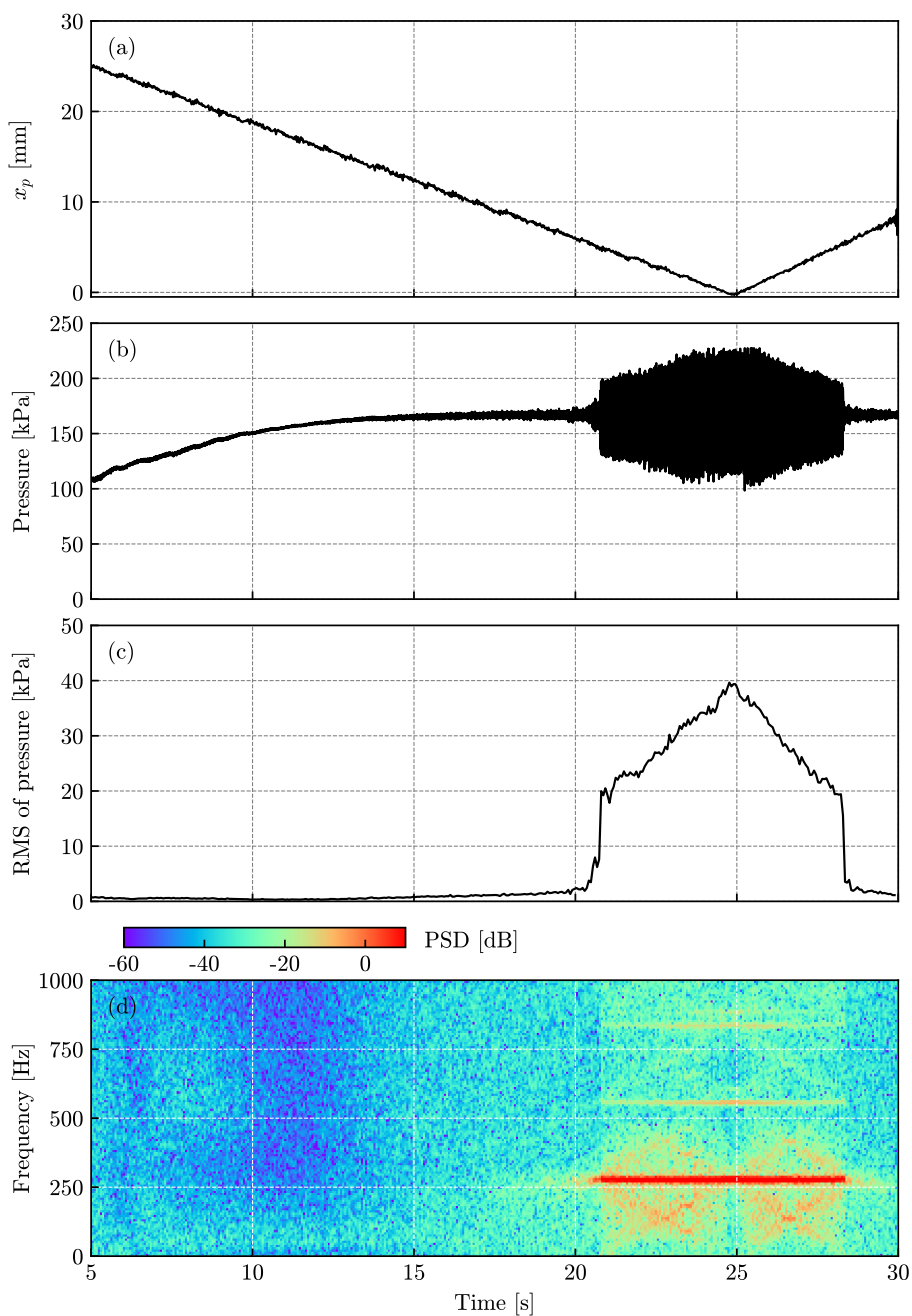 30
(a)
20
x_p [mm]
10
0
250
(b)
200
150
Pressure [kPa]
100
50
0
50
(c)
40
30
RMS of pressure [kPa]
20
10
0
PSD [dB]
-60 -40 -20 0
1000
(d)
750
Frequency [Hz]
500
250
0
5 10 15 20 25 30
Time [s]